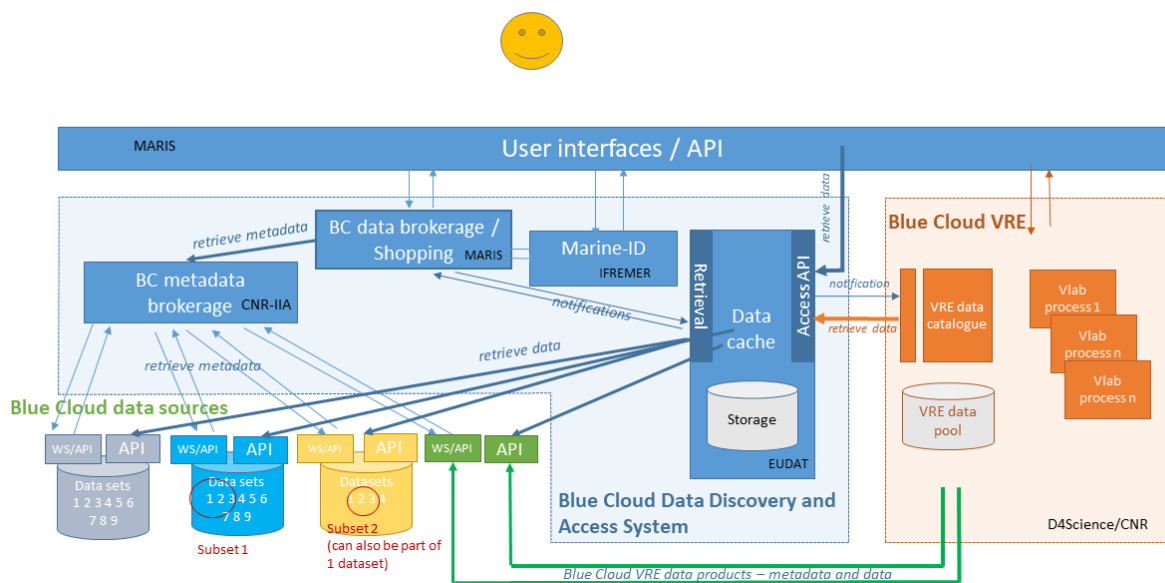 MARIS
User interfaces / API
retrieve data
BC data brokerage /
Shopping
MARIS
retrieve metadata
Marine-ID
IFREMER
BC metadata
brokerage
CNR-IIA
notifications
Retrieval
Data
cache
Access API
Storage
EUDAT
notification
retrieve data
Blue Cloud VRE
VRE data
catalogue
Vlab
process 1
Vlab
process n
Vlab
process n
VRE data
pool
D4Science/CNR
retrieve data
retrieve metadata
Blue Cloud data sources
WS/API
API
WS/API
API
WS/API
API
WS/API
API
Data sets
1 2 3 4 5 6
7 8 9
Data sets
1 2 3 4 5 6
7 8 9
Datasets
1 2 3 4
Subset 1
Subset 2
(can also be part of
1 dataset)
Blue Cloud Data Discovery and
Access System
Blue Cloud VRE data products – metadata and data